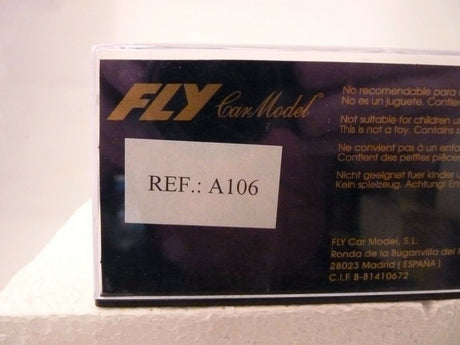 FLY Car Model
REF.: A106
No recomendable para
No es un juguete. Contie
Not suitable for children u
This is not a toy. Contains
Ne convient pas à un enfa
Contient des petites pièce
Nicht geeignet fuer kinder
Kein spielzeug. Achtung! En
FLY Car Model, S.L.
Ronda de la Buganvilla del
28023 Madrid ( ESPAÑA )
C.I.F. B-81410672